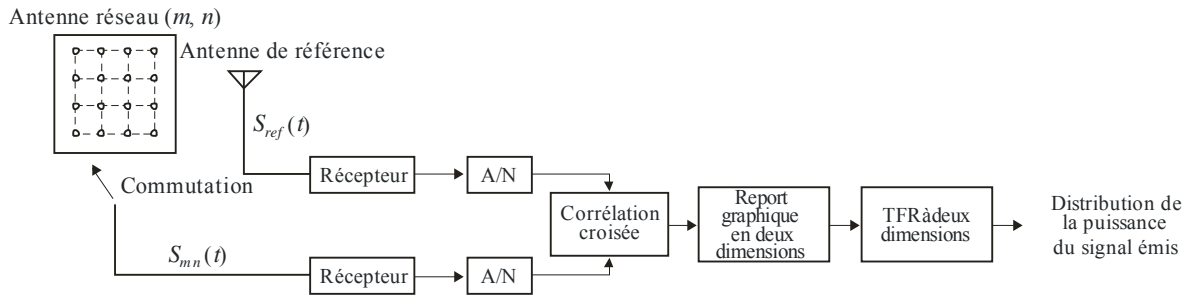 Antenne réseau (m, n)
Antenne de référence
S_ref (t)
Commutation
S_mn (t)
Récepteur
A/N
Récepteur
A/N
Corrélation
croisée
Report
graphique
en deux
dimensions
TFRàdeux
dimensions
Distribution de
la puissance
du signal émis